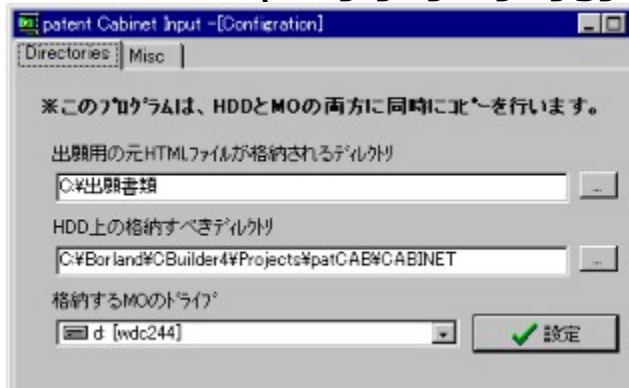 patent Cabinet Input -[Configration]
Directories Misc
※このﾌﾟﾛｸﾞﾗﾑは、HDDとMOの両方に同時にｺﾋﾟｰを行います。
出願用の元HTMLﾌｧｲﾙが格納されるﾃﾞｨﾚｸﾄﾘ
C:¥出願書類
...
HDD上の格納すべきﾃﾞｨﾚｸﾄﾘ
C:¥Borland¥CBuilder4¥Projects¥patCAB¥CABINET
...
格納するMOのﾄﾞﾗｲﾌﾞ
d: [wdc244]
設定